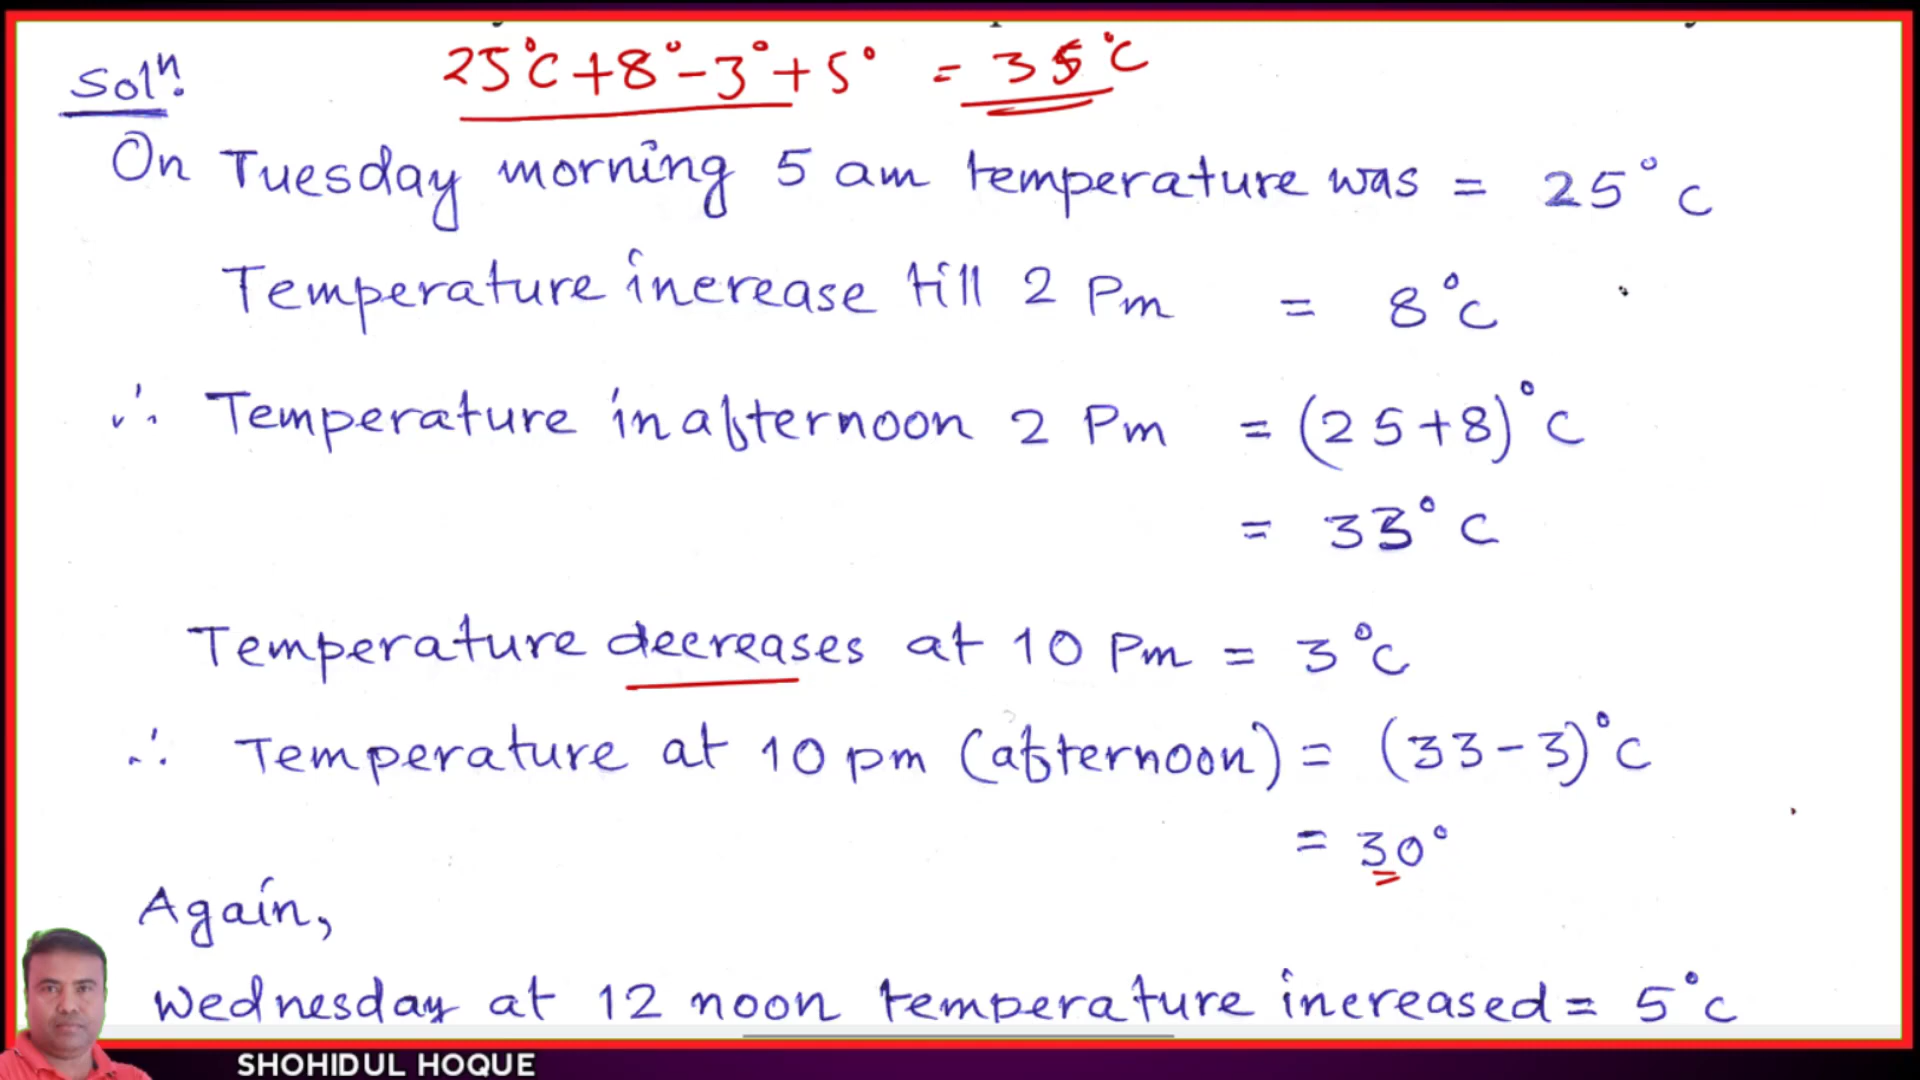 25°C+8°-3°+5° = 35°C
Solⁿ:
On Tuesday morning 5 am temperature was = 25°C
Temperature increase till 2 Pm = 8°C
∴ Temperature in afternoon 2 Pm = (25+8)°C
= 33°C
Temperature decreases at 10 Pm = 3°C
∴ Temperature at 10 pm (afternoon) = (33-3)°C
= 30°
Again,
Wednesday at 12 noon temperature increased = 5°C
SHOHIDUL HOQUE